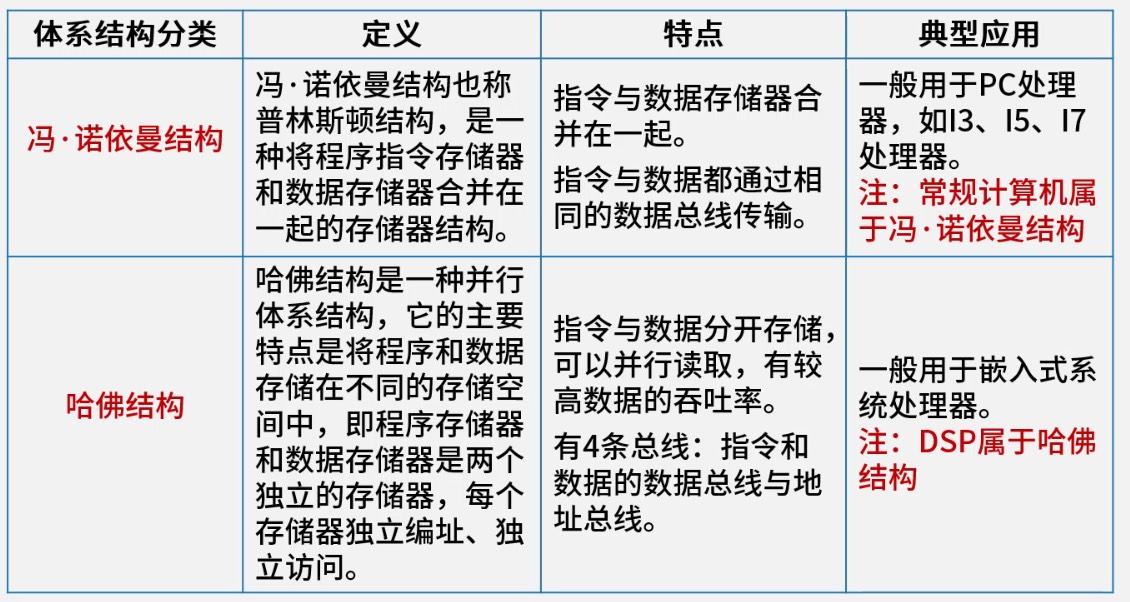 体系结构分类
定义
特点
典型应用
冯·诺依曼结构
冯·诺依曼结构也称
普林斯顿结构，是一
种将程序指令存储器
和数据存储器合并在
一起的存储器结构。
指令与数据存储器合
并在一起。
指令与数据都通过相
同的数据总线传输。
一般用于PC处理
器，如I3、I5、I7
处理器。
注：常规计算机属
于冯·诺依曼结构
哈佛结构
哈佛结构是一种并行
体系结构，它的主要
特点是将程序和数据
存储在不同的存储空
间中，即程序存储器
和数据存储器是两个
独立的存储器，每个
存储器独立编址、独
立访问。
指令与数据分开存储，
可以并行读取，有较
高数据的吞吐率。
有4条总线：指令和
数据的数据总线与地
址总线。
一般用于嵌入式系
统处理器。
注：DSP属于哈佛
结构